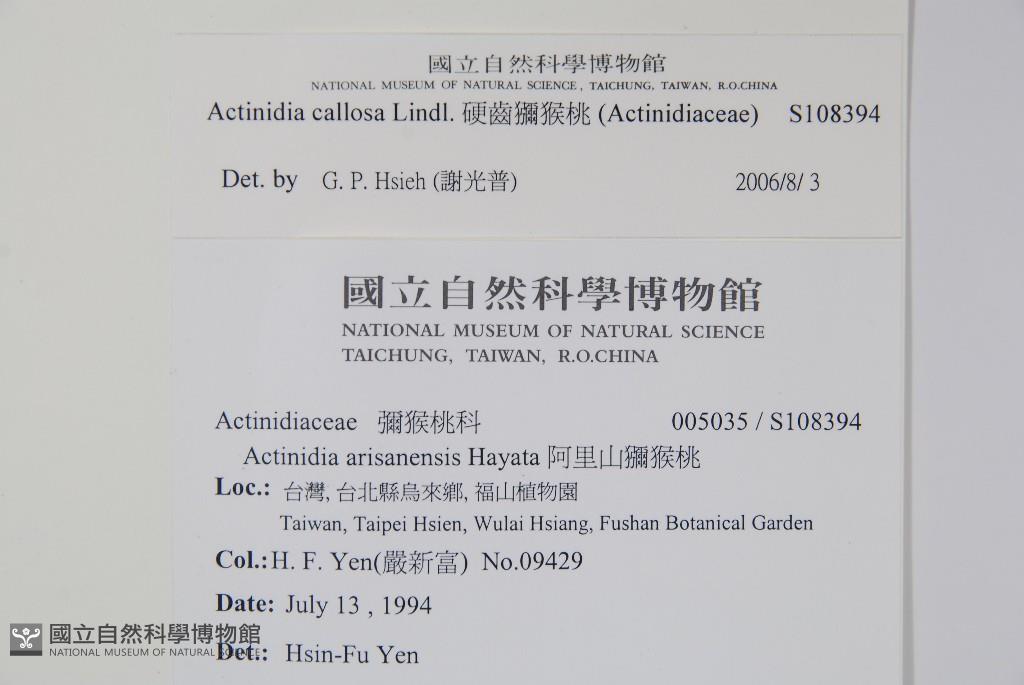 國立自然科學博物館
NATIONAL MUSEUM OF NATURAL SCIENCE, TAICHUNG, TAIWAN, R.O.CHINA
Actinidia callosa Lindl. 硬齒獼猴桃 (Actinidiaceae) S108394
Det. by G. P. Hsieh (謝光普) 2006/8/ 3
國立自然科學博物館
NATIONAL MUSEUM OF NATURAL SCIENCE
TAICHUNG, TAIWAN, R.O.CHINA
Actinidiaceae 彌猴桃科 005035 / S108394
Actinidia arisanensis Hayata 阿里山獼猴桃
Loc.: 台灣, 台北縣烏來鄉, 福山植物園
Taiwan, Taipei Hsien, Wulai Hsiang, Fushan Botanical Garden
Col.: H. F. Yen(嚴新富) No.09429
Date: July 13 , 1994
Det.: Hsin-Fu Yen
國立自然科學博物館
NATIONAL MUSEUM OF NATURAL SCIENCE